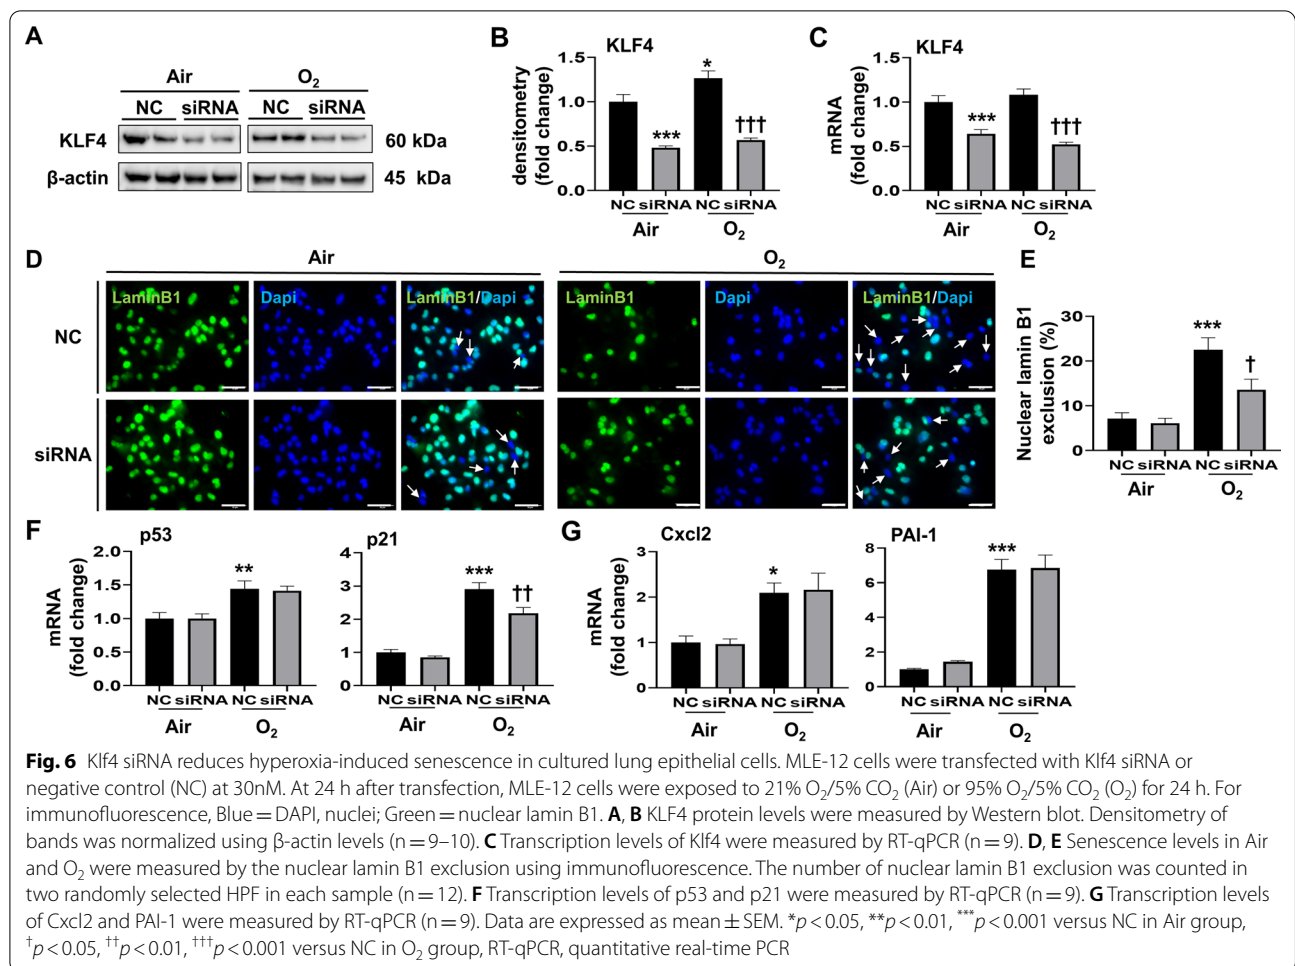 A
Air
O2
NC siRNA NC siRNA
KLF4
60 kDa
β-actin
45 kDa
B
KLF4
densitometry
(fold change)
1.5
1.0
0.5
0.0
*
***
†††
NC siRNA NC siRNA
Air
O2
C
KLF4
mRNA
(fold change)
1.5
1.0
0.5
0.0
***
†††
NC siRNA NC siRNA
Air
O2
D
Air
O2
NC
siRNA
LaminB1
Dapi
LaminB1/Dapi
LaminB1
Dapi
LaminB1/Dapi
E
Nuclear lamin B1
exclusion (%)
30
20
10
0
***
†
NC siRNA NC siRNA
Air
O2
F
p53
mRNA
(fold change)
2.0
1.5
1.0
0.5
0.0
**
NC siRNA NC siRNA
Air
O2
p21
4
3
2
1
0
***
††
NC siRNA NC siRNA
Air
O2
G
Cxcl2
mRNA
(fold change)
3
2
1
0
*
NC siRNA NC siRNA
Air
O2
PAI-1
8
6
4
2
0
***
NC siRNA NC siRNA
Air
O2
Fig. 6 Klf4 siRNA reduces hyperoxia-induced senescence in cultured lung epithelial cells. MLE-12 cells were transfected with Klf4 siRNA or
negative control (NC) at 30nM. At 24 h after transfection, MLE-12 cells were exposed to 21% O2/5% CO2 (Air) or 95% O2/5% CO2 (O2) for 24 h. For
immunofluorescence, Blue = DAPI, nuclei; Green = nuclear lamin B1. A, B KLF4 protein levels were measured by Western blot. Densitometry of
bands was normalized using β-actin levels (n = 9–10). C Transcription levels of Klf4 were measured by RT-qPCR (n = 9). D, E Senescence levels in Air
and O2 were measured by the nuclear lamin B1 exclusion using immunofluorescence. The number of nuclear lamin B1 exclusion was counted in
two randomly selected HPF in each sample (n = 12). F Transcription levels of p53 and p21 were measured by RT-qPCR (n = 9). G Transcription levels
of Cxcl2 and PAI-1 were measured by RT-qPCR (n = 9). Data are expressed as mean ± SEM. *p < 0.05, **p < 0.01, ***p < 0.001 versus NC in Air group,
†p < 0.05, ††p < 0.01, †††p < 0.001 versus NC in O2 group, RT-qPCR, quantitative real-time PCR